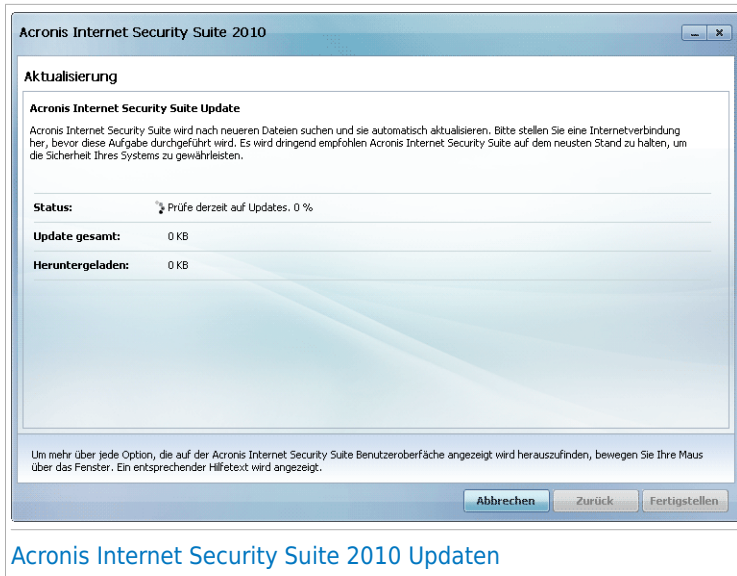 Acronis Internet Security Suite 2010
Aktualisierung
Acronis Internet Security Suite Update
Acronis Internet Security Suite wird nach neueren Dateien suchen und sie automatisch aktualisieren. Bitte stellen Sie eine Internetverbindung
her, bevor diese Aufgabe durchgeführt wird. Es wird dringend empfohlen Acronis Internet Security Suite auf dem neusten Stand zu halten, um
die Sicherheit Ihres Systems zu gewährleisten.
Status: Prüfe derzeit auf Updates. 0 %
Update gesamt: 0 KB
Heruntergeladen: 0 KB
Um mehr über jede Option, die auf der Acronis Internet Security Suite Benutzeroberfäche angezeigt wird herauszufinden, bewegen Sie Ihre Maus
über das Fenster. Ein entsprechender Hilfetext wird angezeigt.
Abbrechen Zurück Fertigstellen
Acronis Internet Security Suite 2010 Updaten